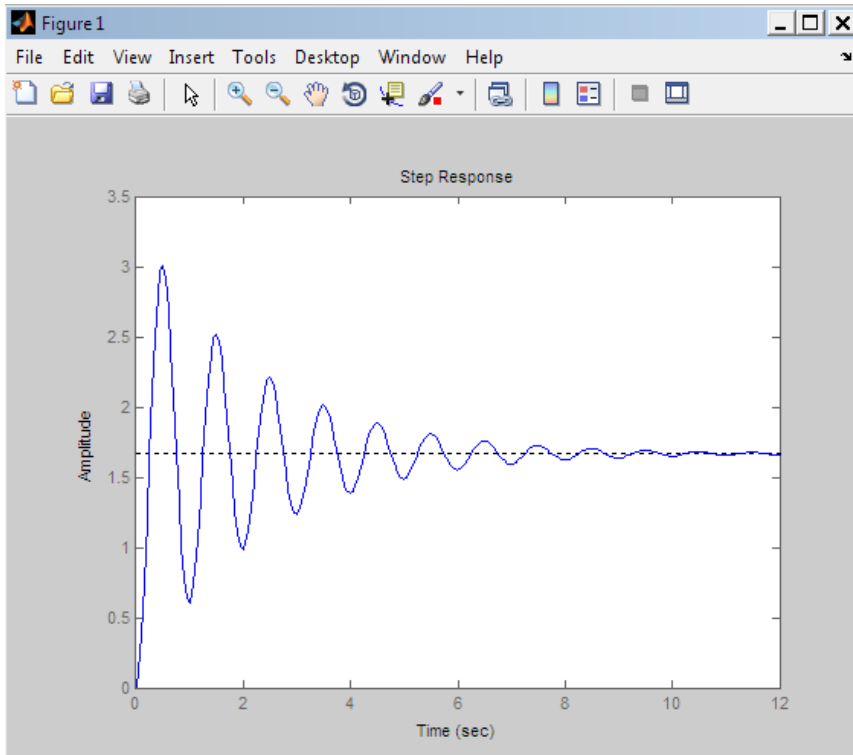 Figure 1
File Edit View Insert Tools Desktop Window Help
Step Response
3.5
3
2.5
2
1.5
1
0.5
0
Amplitude
0 2 4 6 8 10 12
Time (sec)